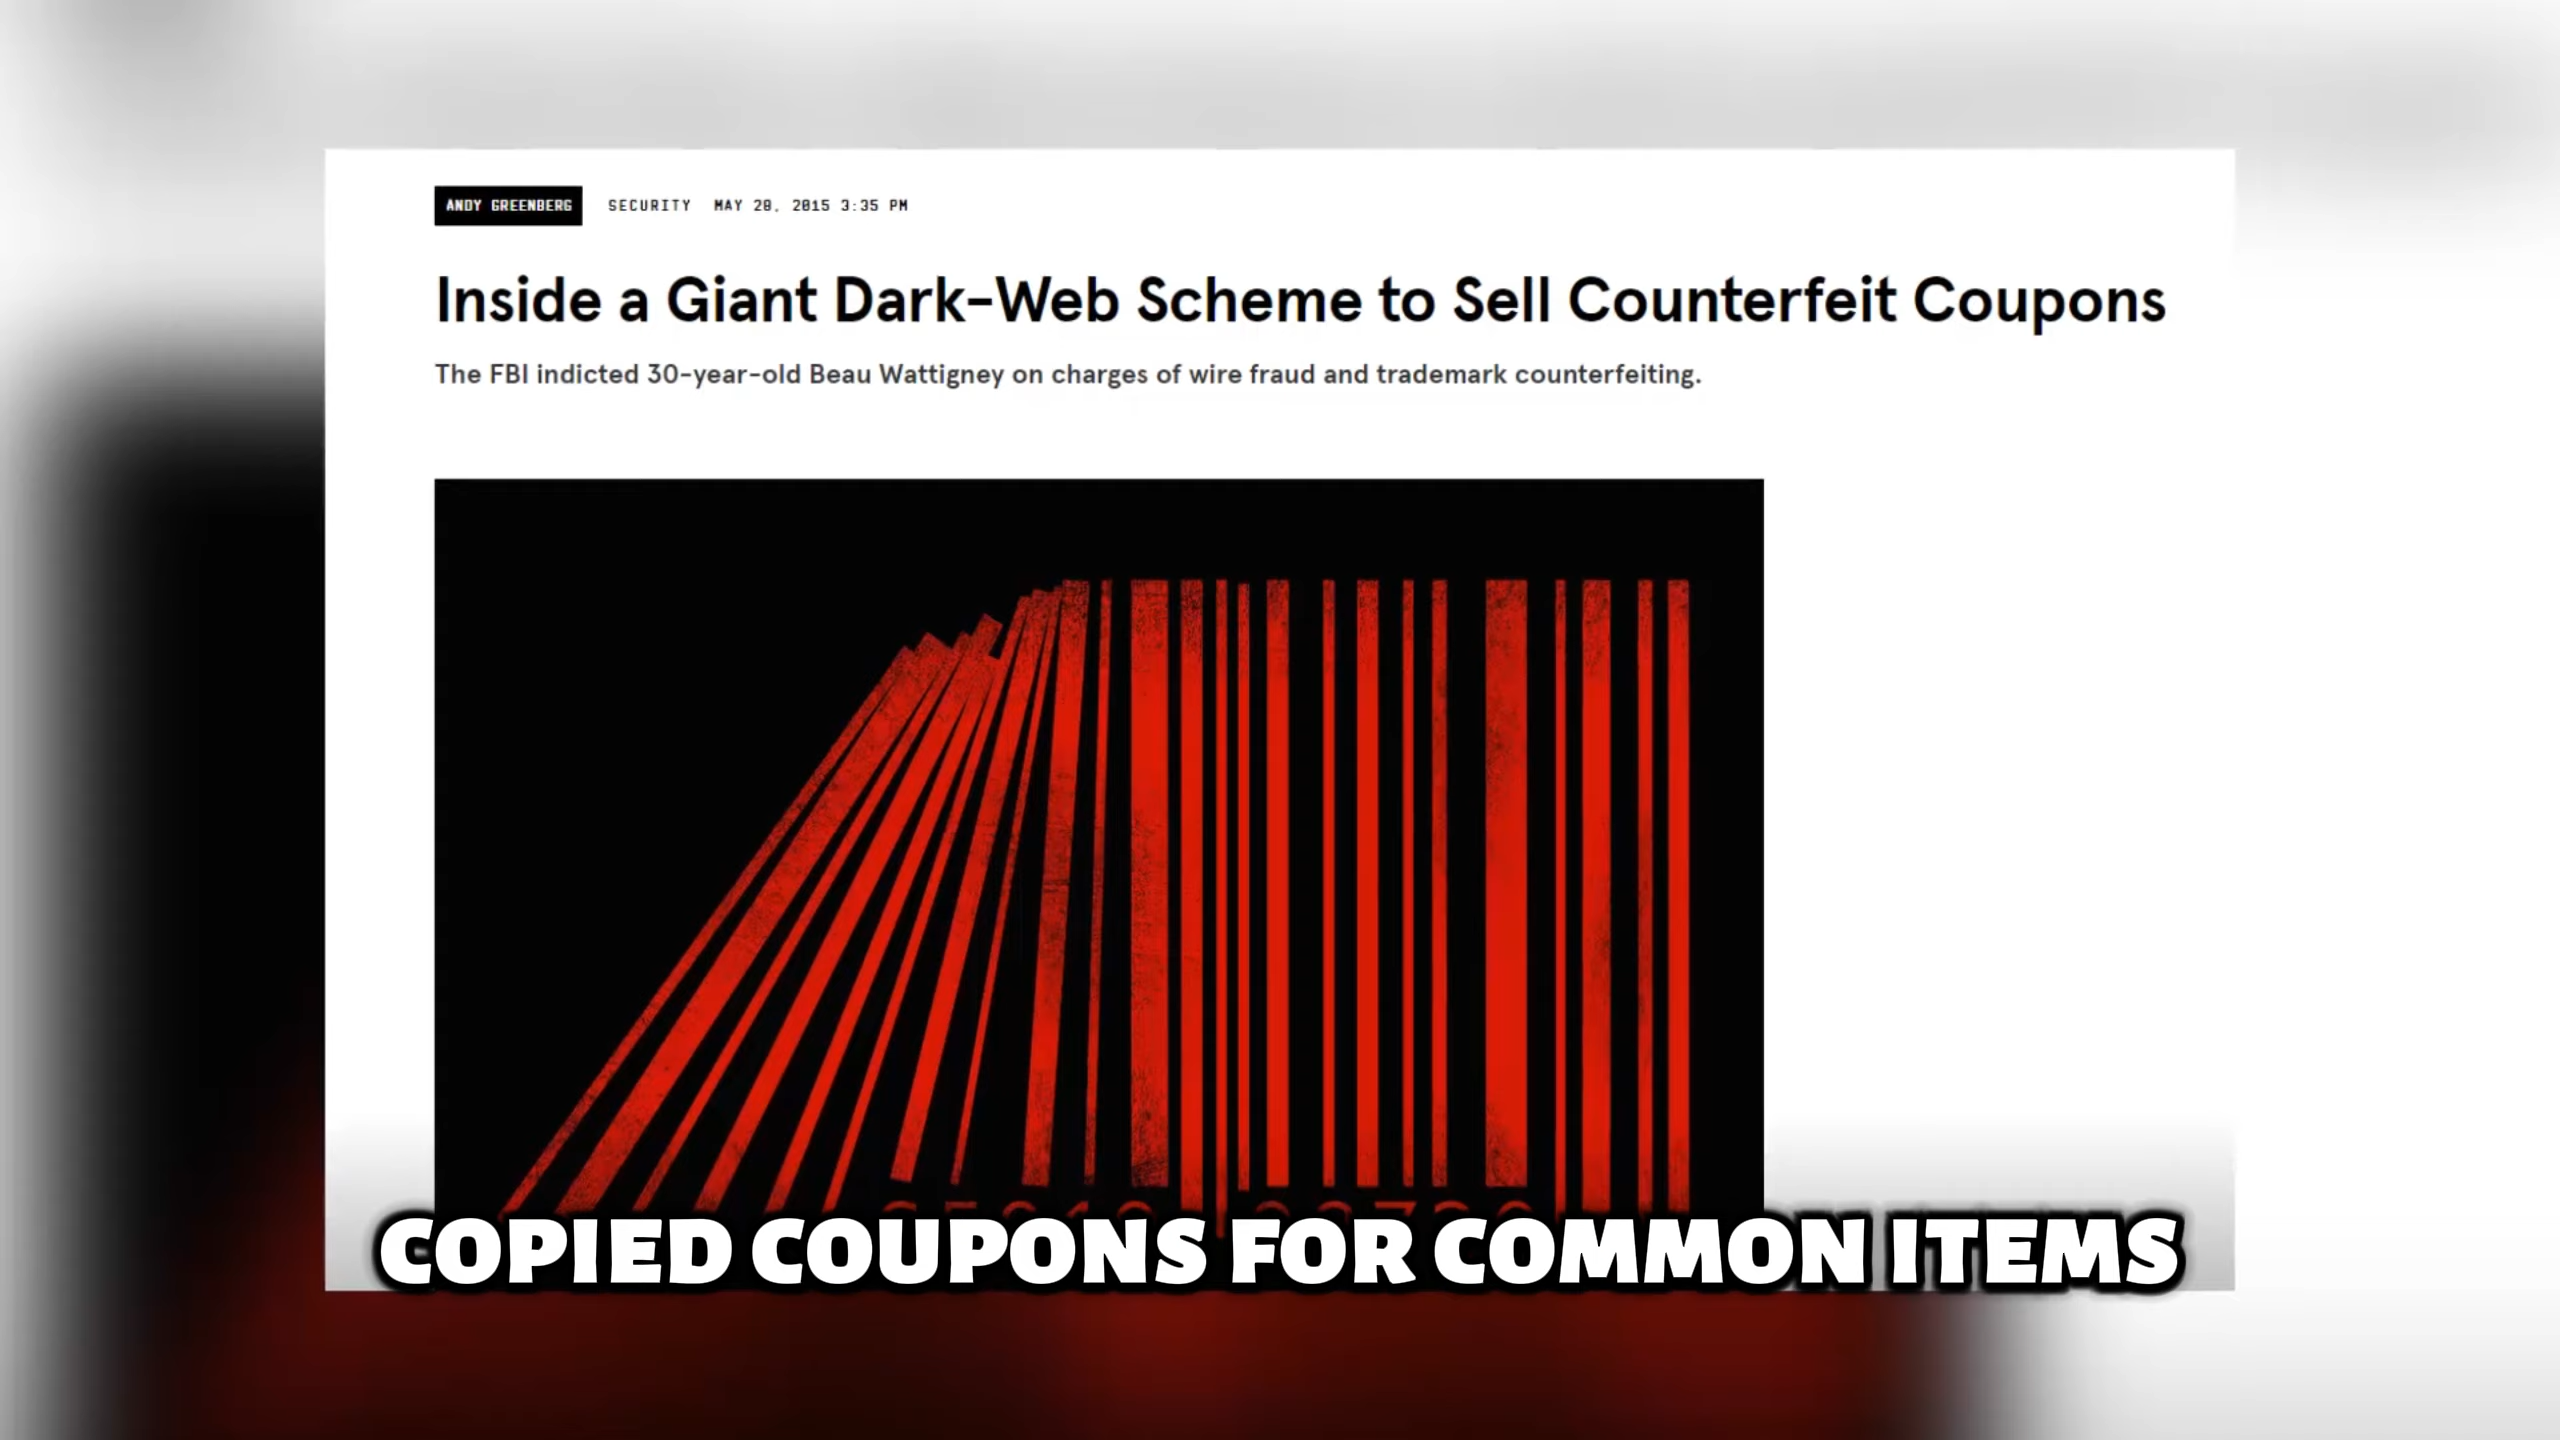 ANDY GREENBERG SECURITY MAY 28, 2015 3:35 PM
Inside a Giant Dark-Web Scheme to Sell Counterfeit Coupons
The FBI indicted 30-year-old Beau Wattigney on charges of wire fraud and trademark counterfeiting.
COPIED COUPONS FOR COMMON ITEMS